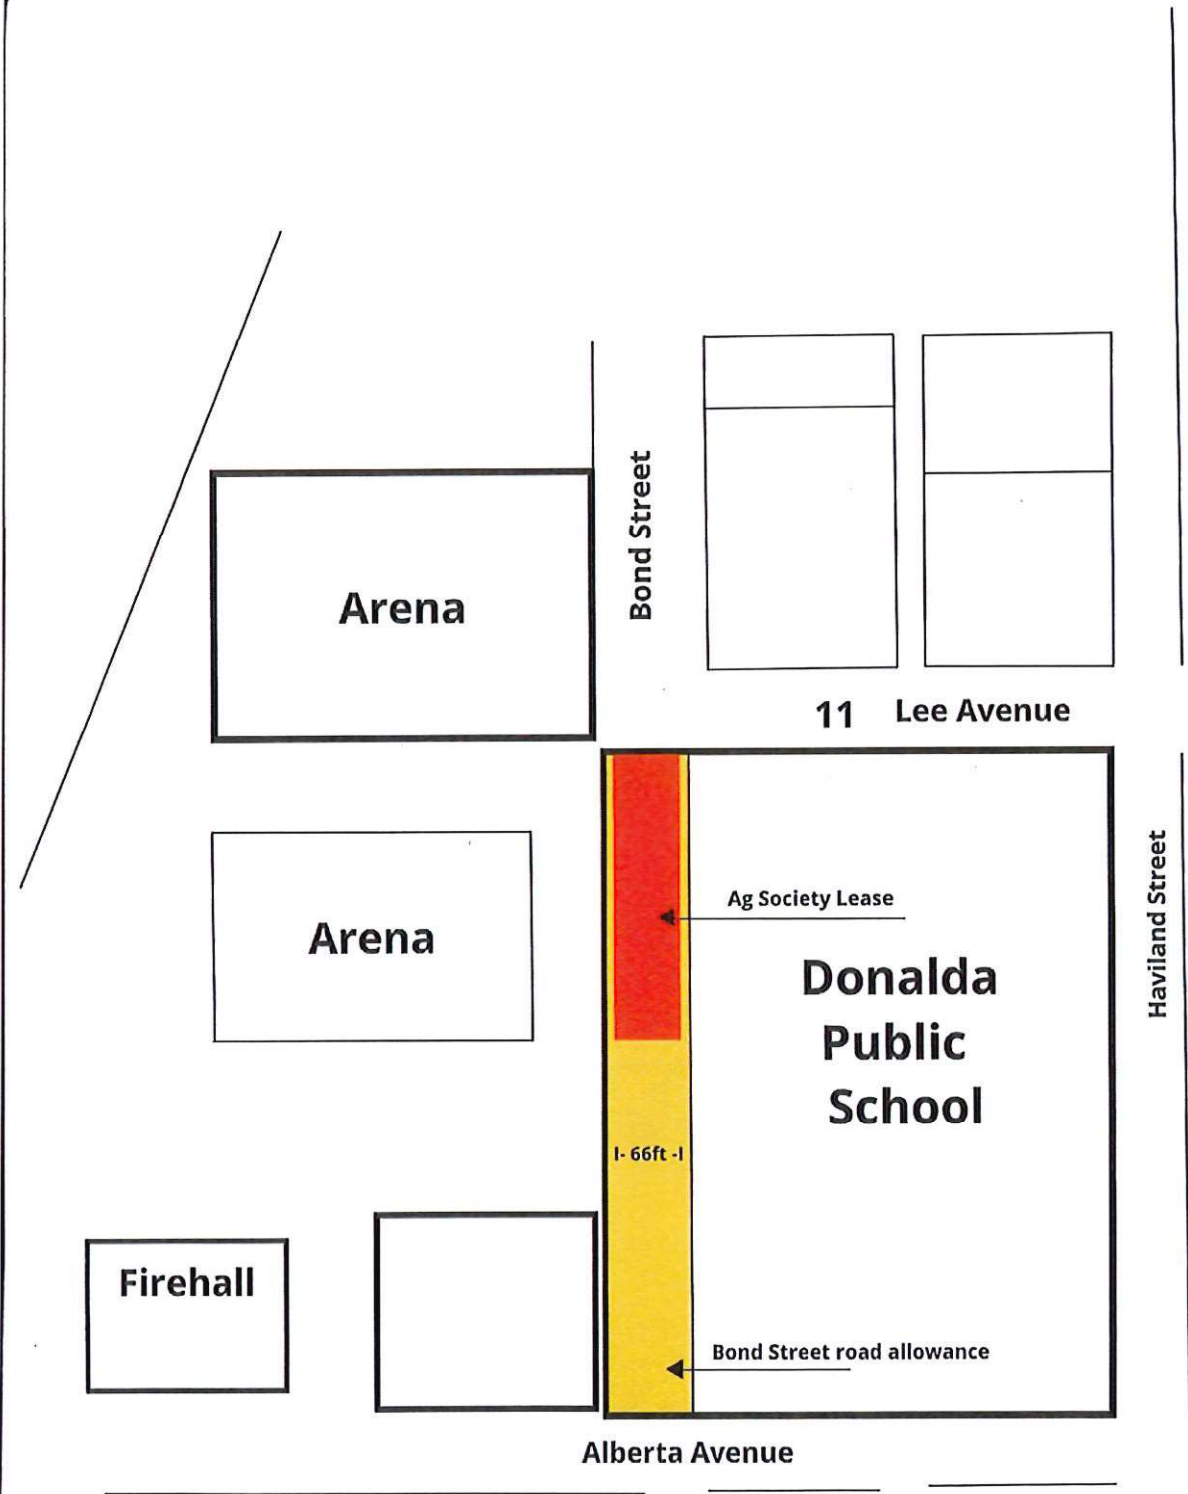 Bond Street
Arena
11 Lee Avenue
Haviland Street
Ag Society Lease
Arena
Donalda
Public
School
I- 66ft -I
Firehall
Bond Street road allowance
Alberta Avenue